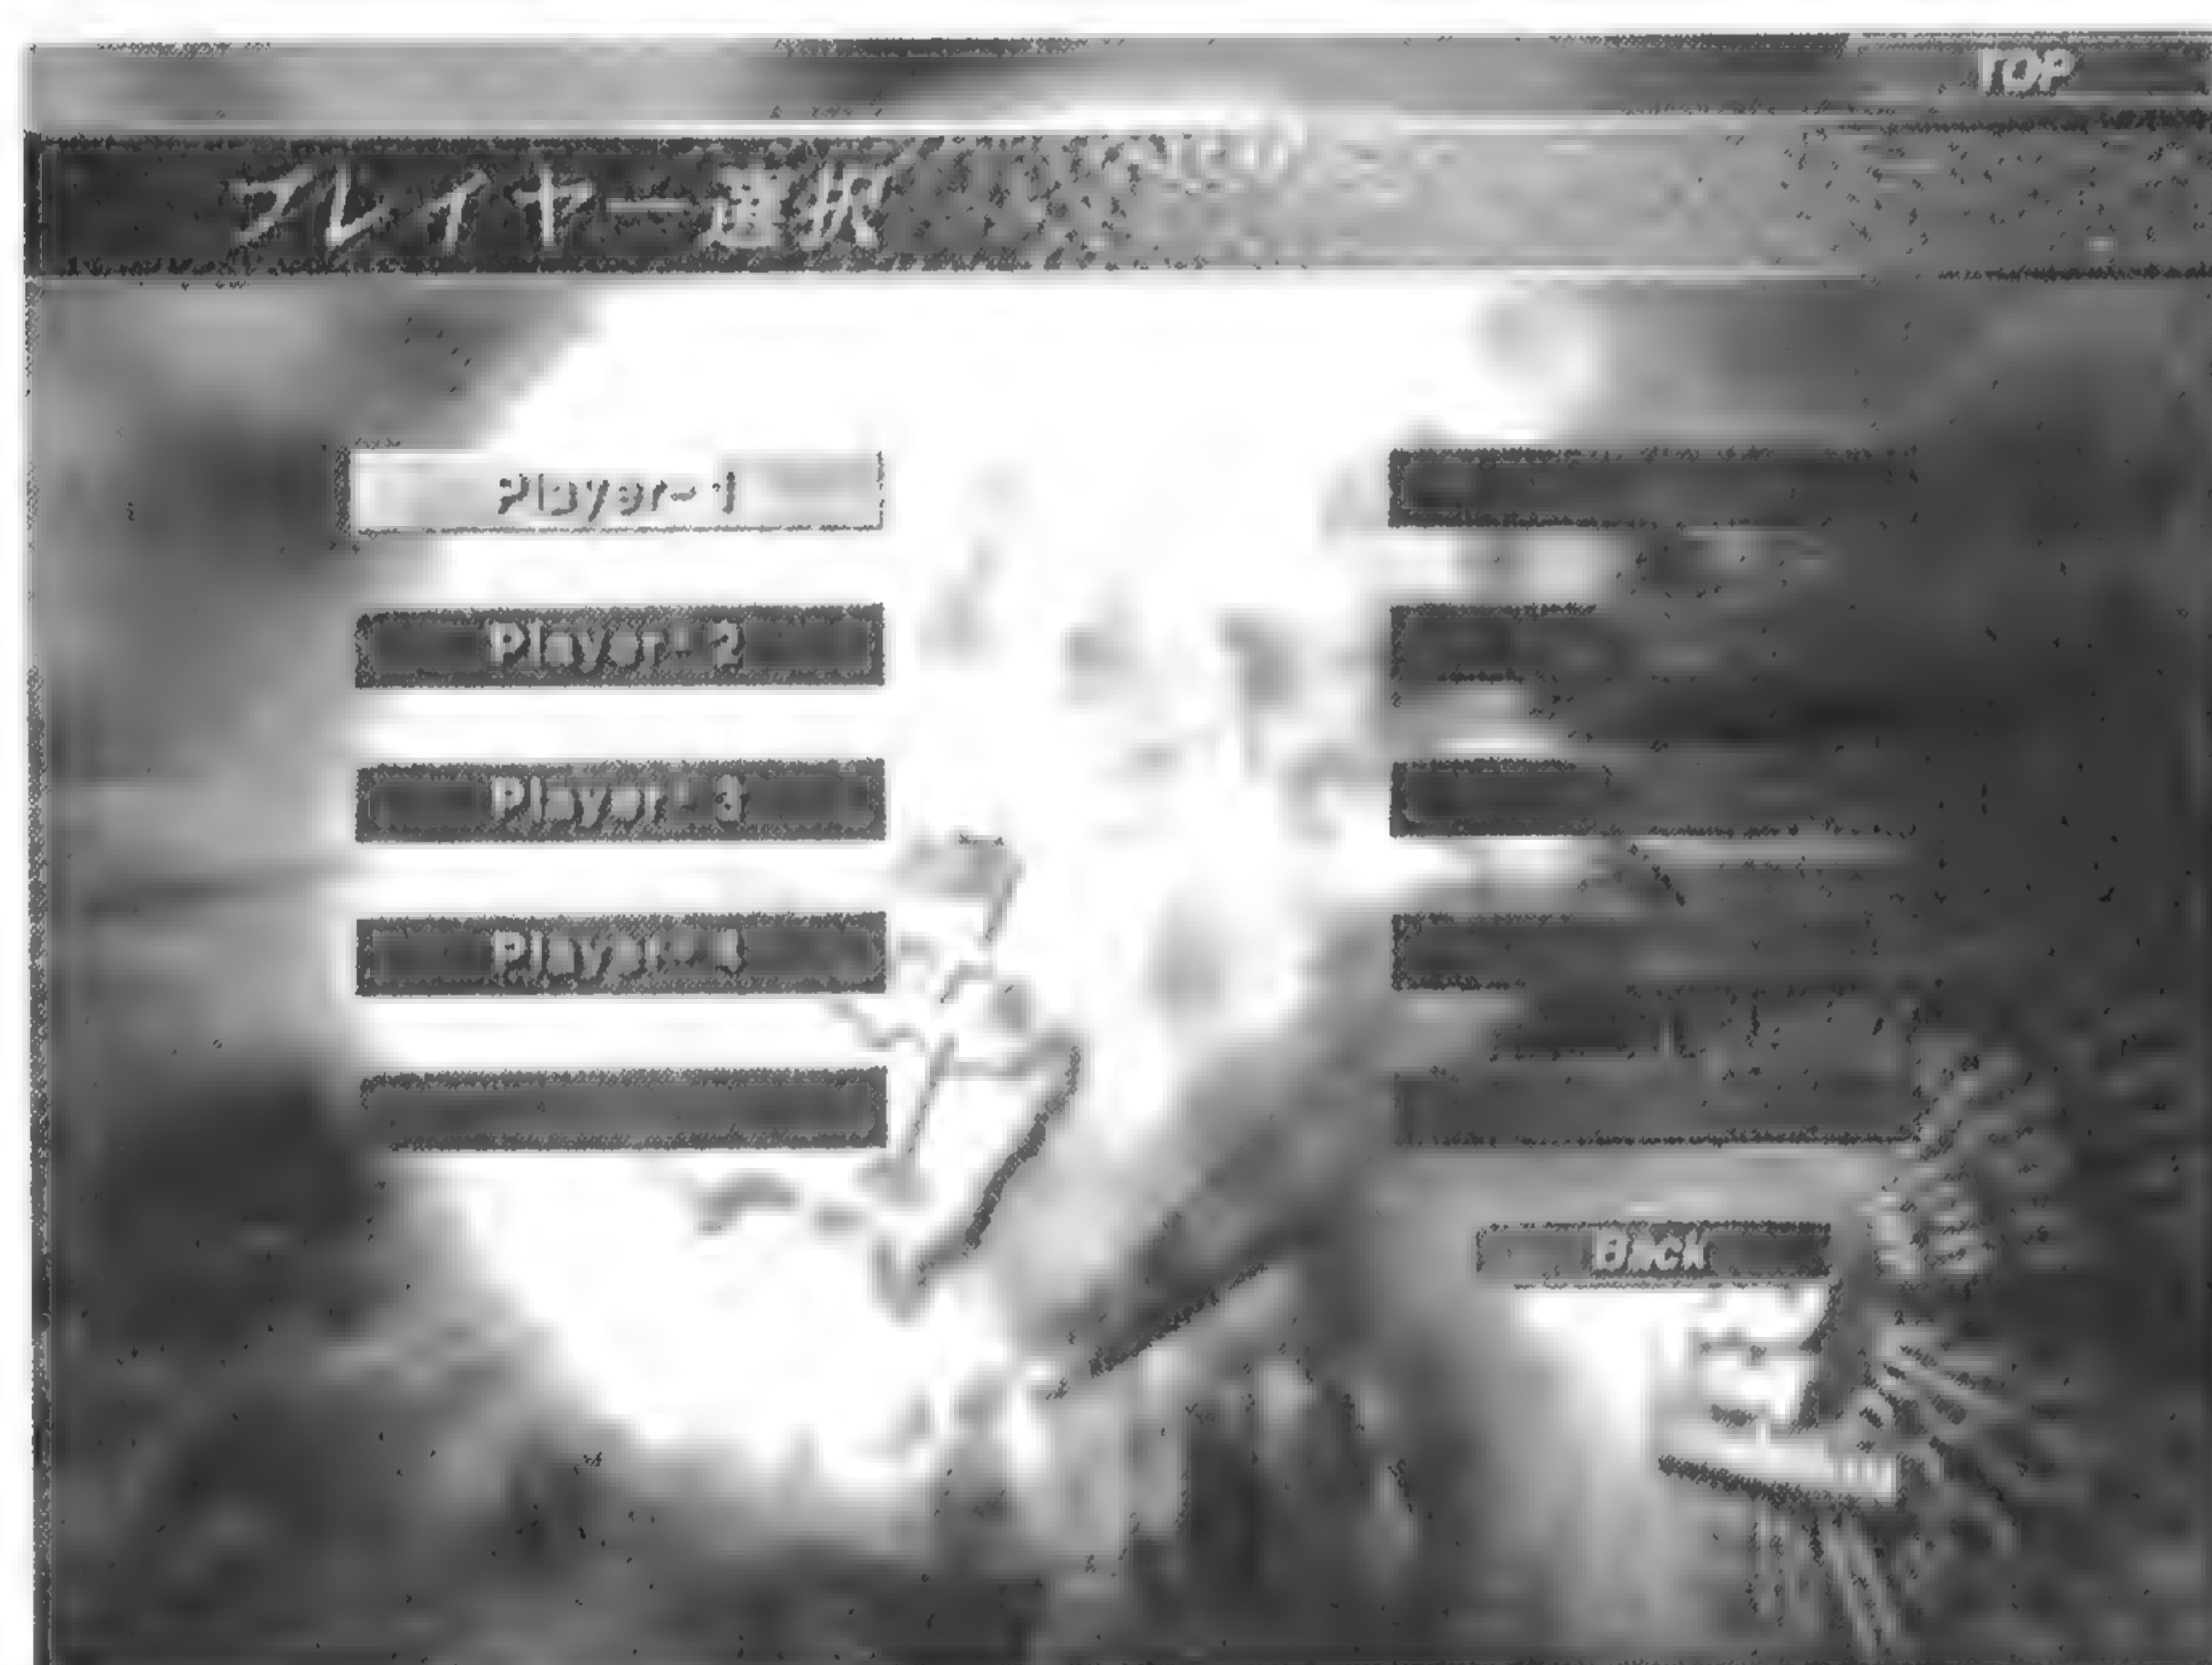 TOP
プレイヤー選択
Player- 1
Player- 2
Player- 3
Player- 4
Back